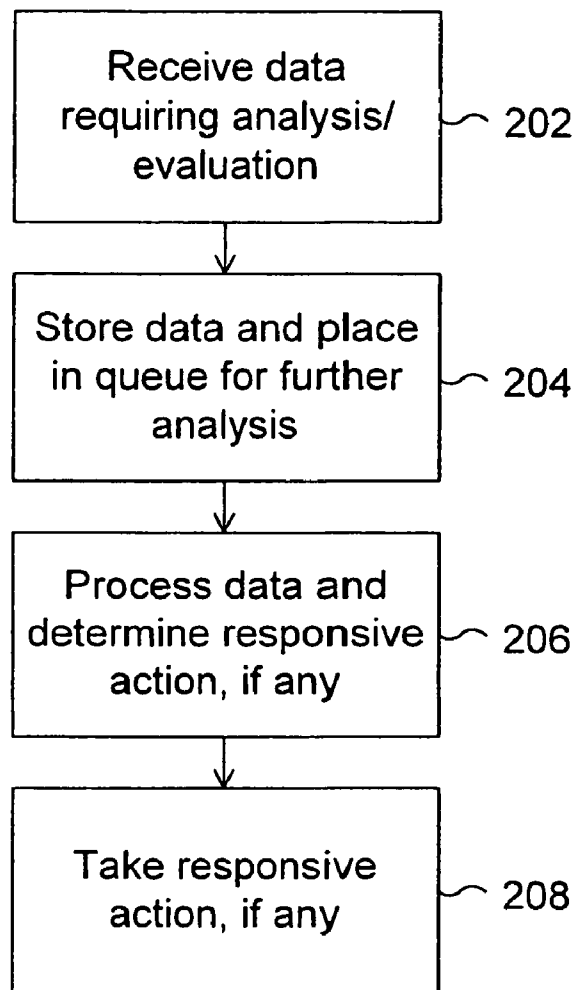 Receive data
requiring analysis/
evaluation
202
Store data and place
in queue for further
analysis
204
Process data and
determine responsive
action, if any
206
Take responsive
action, if any
208